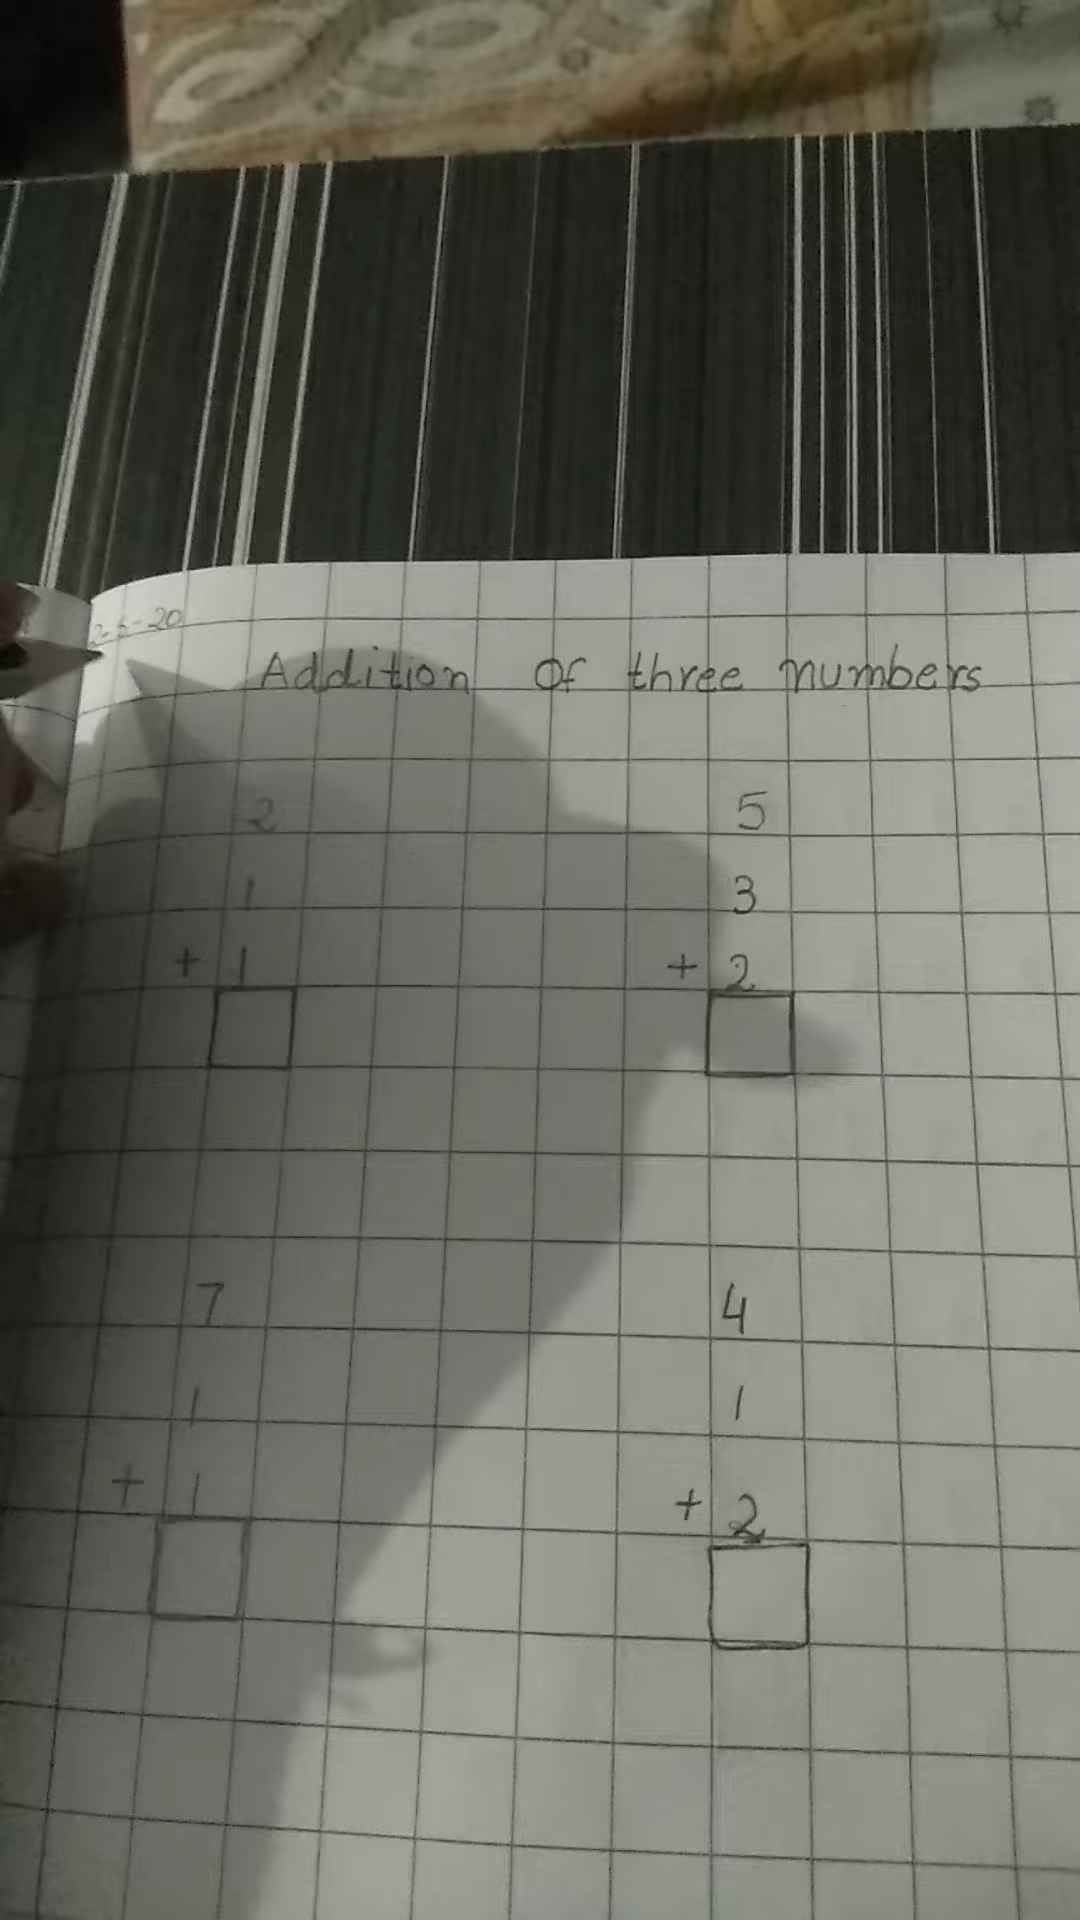 Addition of three numbers
2 5
1 3
+ 1 + 2
7 4
1 1
+ 1 + 2